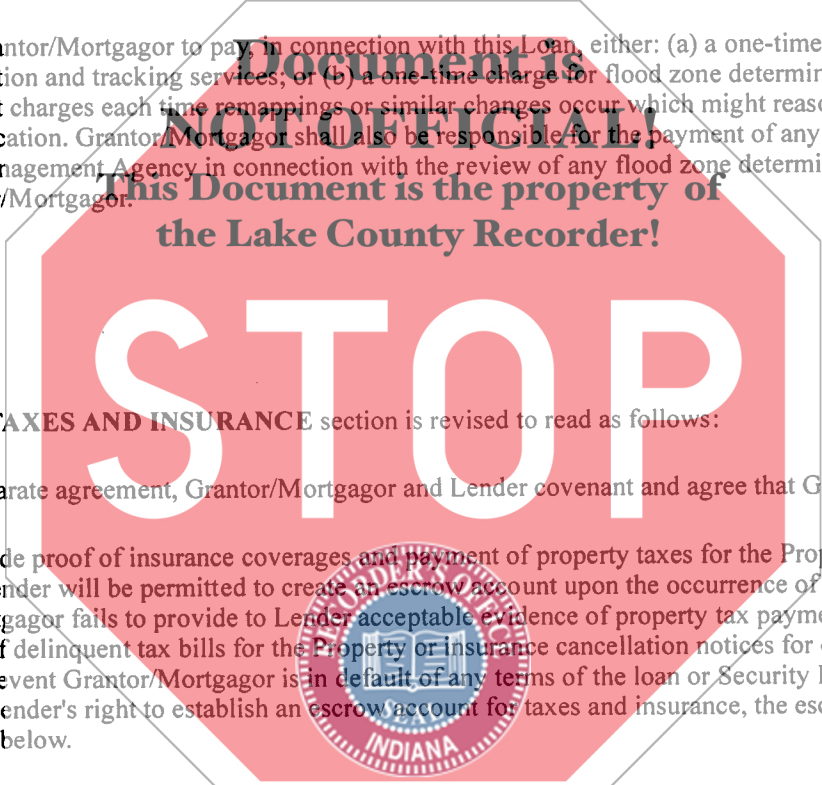 ntor/Mortgagor to pay, in connection with this Loan, either: (a) a one-time
tion and tracking services; or (b) a one-time charge for flood zone determin
t charges each time remappings or similar changes occur which might reaso
cation. Grantor/Mortgagor shall also be responsible for the payment of any
nagement Agency in connection with the review of any flood zone determi
r/Mortgagor.
Document is
NOT OFFICIAL!
This Document is the property of
the Lake County Recorder!
STOP
TAXES AND INSURANCE section is revised to read as follows:
arate agreement, Grantor/Mortgagor and Lender covenant and agree that G
de proof of insurance coverages and payment of property taxes for the Prop
ender will be permitted to create an escrow account upon the occurrence of
gagor fails to provide to Lender acceptable evidence of property tax payme
f delinquent tax bills for the Property or insurance cancellation notices for
event Grantor/Mortgagor is in default of any terms of the loan or Security
ender's right to establish an escrow account for taxes and insurance, the esc
below.
SEAL
INDIANA